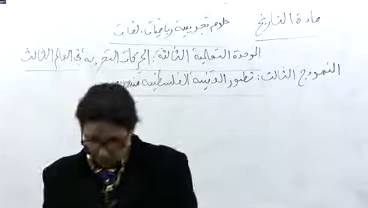 مادة التاريخ علوم تجريبية، رياضيات، لغات
الوحدة التعلمية الثالثة: الحركات التحررية في العالم الثالث
النموذج الثالث: تطور القضية الفلسطينية